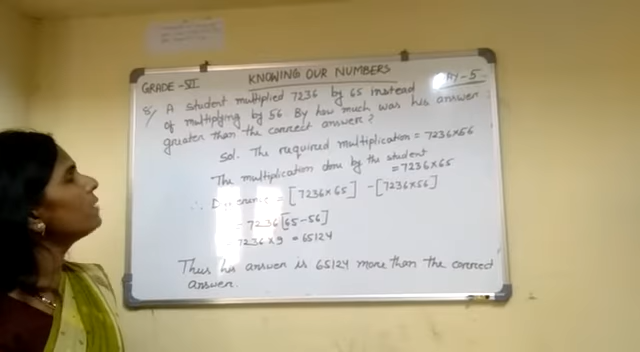 GRADE -VI
KNOWING OUR NUMBERS
DAY-5
8/ A student multiplied 7236 by 65 instead
of multiplying by 56 By how much was his answer
greater than the correct answer?
Sol. The required multiplication = 7236×56
The multiplication done by the student
= 7236×65
∴ Difference = [7236×65] - [7236×56]
= 7236[65-56]
= 7236×9 = 65124
Thus his answer is 65124 more than the correct
answer.